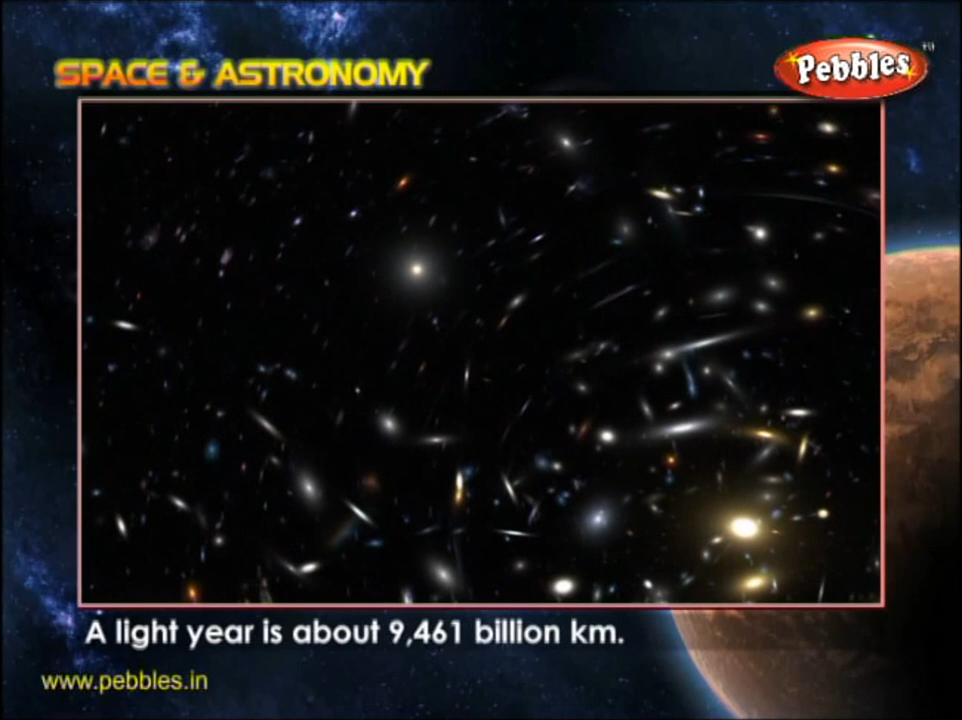 SPACE & ASTRONOMY
Pebbles
A light year is about 9,461 billion km.
www.pebbles.in